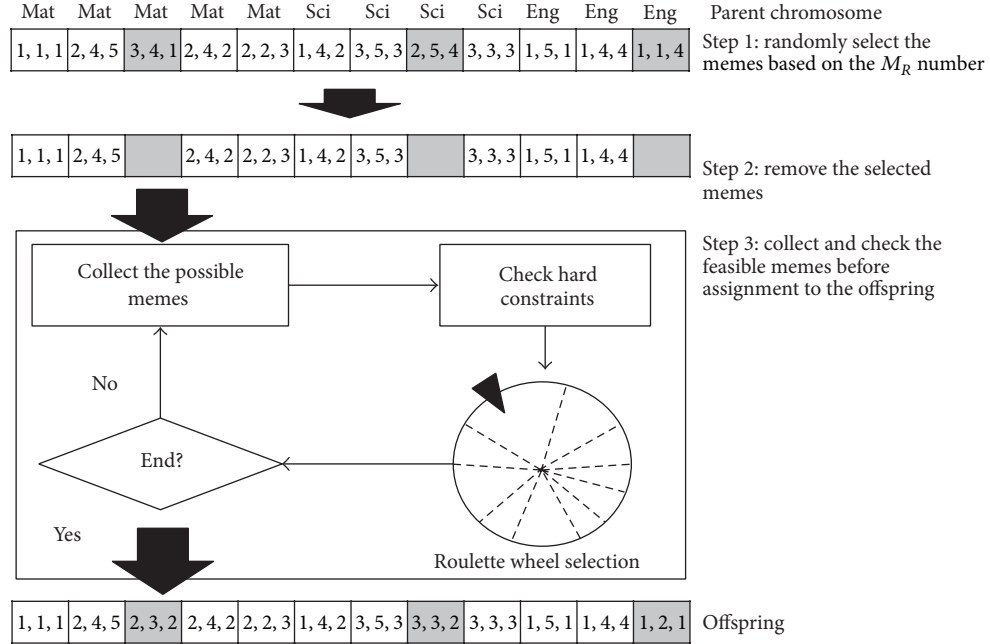 Mat Mat Mat Mat Mat Sci Sci Sci Sci Eng Eng Eng Parent chromosome
1, 1, 1 2, 4, 5 3, 4, 1 2, 4, 2 2, 2, 3 1, 4, 2 3, 5, 3 2, 5, 4 3, 3, 3 1, 5, 1 1, 4, 4 1, 1, 4
Step 1: randomly select the
memes based on the M_R number
1, 1, 1 2, 4, 5 2, 4, 2 2, 2, 3 1, 4, 2 3, 5, 3 3, 3, 3 1, 5, 1 1, 4, 4
Step 2: remove the selected
memes
Step 3: collect and check the
feasible memes before
assignment to the offspring
Collect the possible
memes
Check hard
constraints
No
End?
Yes
Roulette wheel selection
1, 1, 1 2, 4, 5 2, 3, 2 2, 4, 2 2, 2, 3 1, 4, 2 3, 5, 3 3, 3, 2 3, 3, 3 1, 5, 1 1, 4, 4 1, 2, 1 Offspring